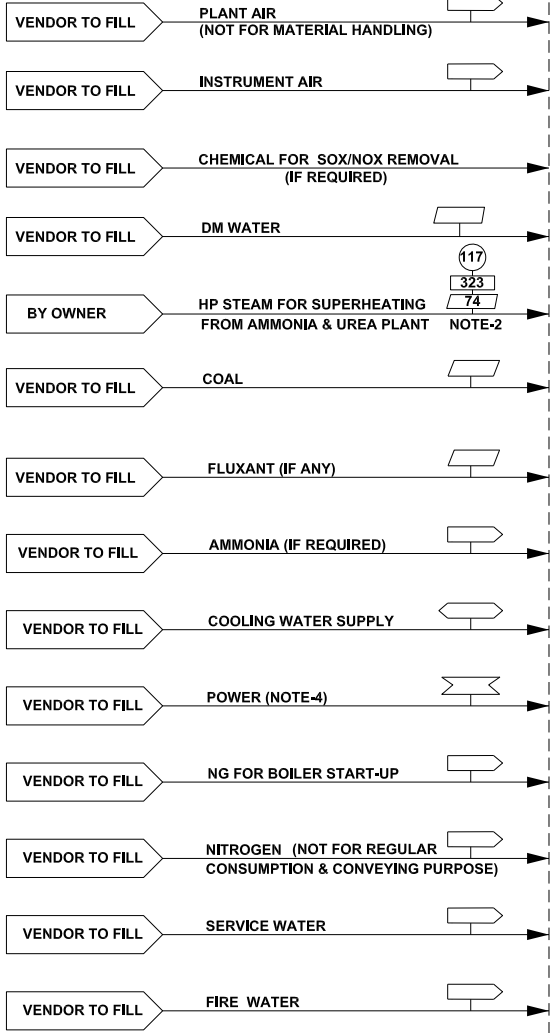 VENDOR TO FILL
PLANT AIR
(NOT FOR MATERIAL HANDLING)
VENDOR TO FILL
INSTRUMENT AIR
VENDOR TO FILL
CHEMICAL FOR SOX/NOX REMOVAL
(IF REQUIRED)
VENDOR TO FILL
DM WATER
117
323
74
BY OWNER
HP STEAM FOR SUPERHEATING
FROM AMMONIA & UREA PLANT
NOTE-2
VENDOR TO FILL
COAL
VENDOR TO FILL
FLUXANT (IF ANY)
VENDOR TO FILL
AMMONIA (IF REQUIRED)
VENDOR TO FILL
COOLING WATER SUPPLY
VENDOR TO FILL
POWER (NOTE-4)
VENDOR TO FILL
NG FOR BOILER START-UP
VENDOR TO FILL
NITROGEN (NOT FOR REGULAR
CONSUMPTION & CONVEYING PURPOSE)
VENDOR TO FILL
SERVICE WATER
VENDOR TO FILL
FIRE WATER